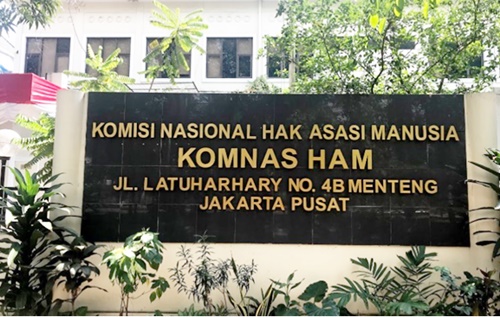 KOMISI NASIONAL HAK ASASI MANUSIA
KOMNAS HAM
JL. LATUHARHARY NO. 4B MENTENG
JAKARTA PUSAT